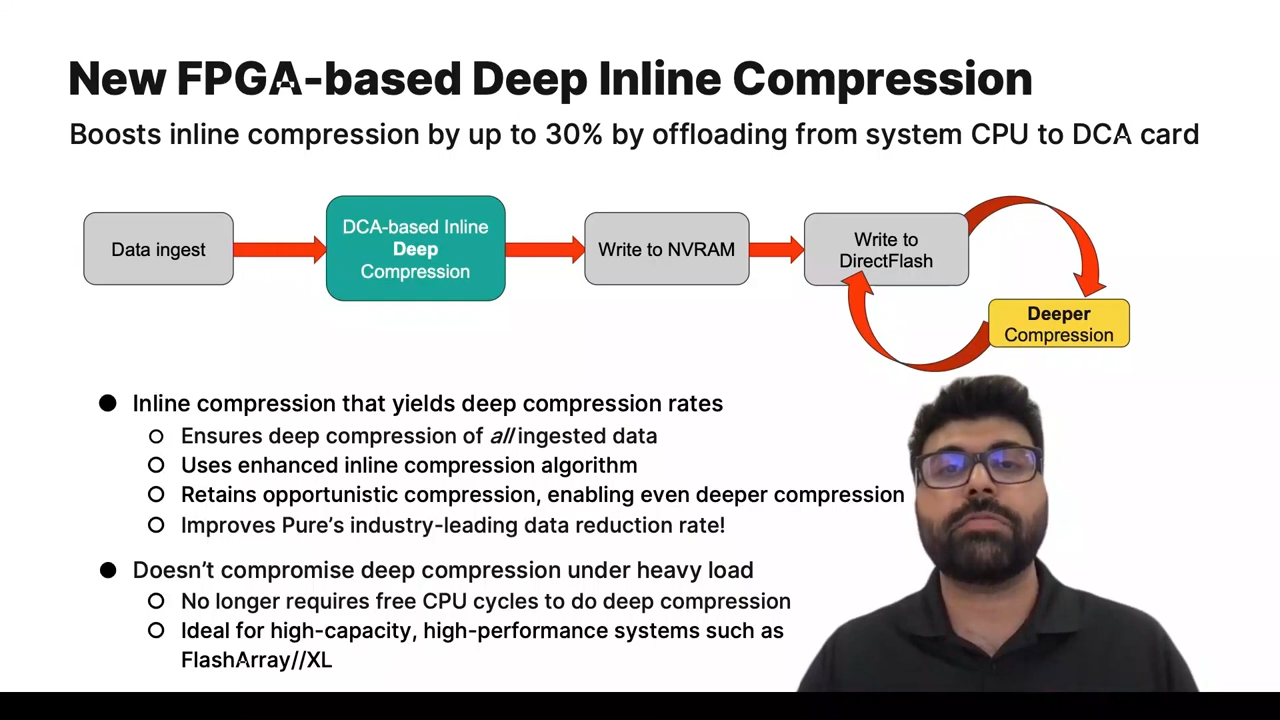 New FPGA-based Deep Inline Compression
Boosts inline compression by up to 30% by offloading from system CPU to DCA card
Data ingest
DCA-based Inline
Deep
Compression
Write to NVRAM
Write to
DirectFlash
Deeper
Compression
● Inline compression that yields deep compression rates
○ Ensures deep compression of all ingested data
○ Uses enhanced inline compression algorithm
○ Retains opportunistic compression, enabling even deeper compression
○ Improves Pure’s industry-leading data reduction rate!
● Doesn’t compromise deep compression under heavy load
○ No longer requires free CPU cycles to do deep compression
○ Ideal for high-capacity, high-performance systems such as
FlashArray//XL